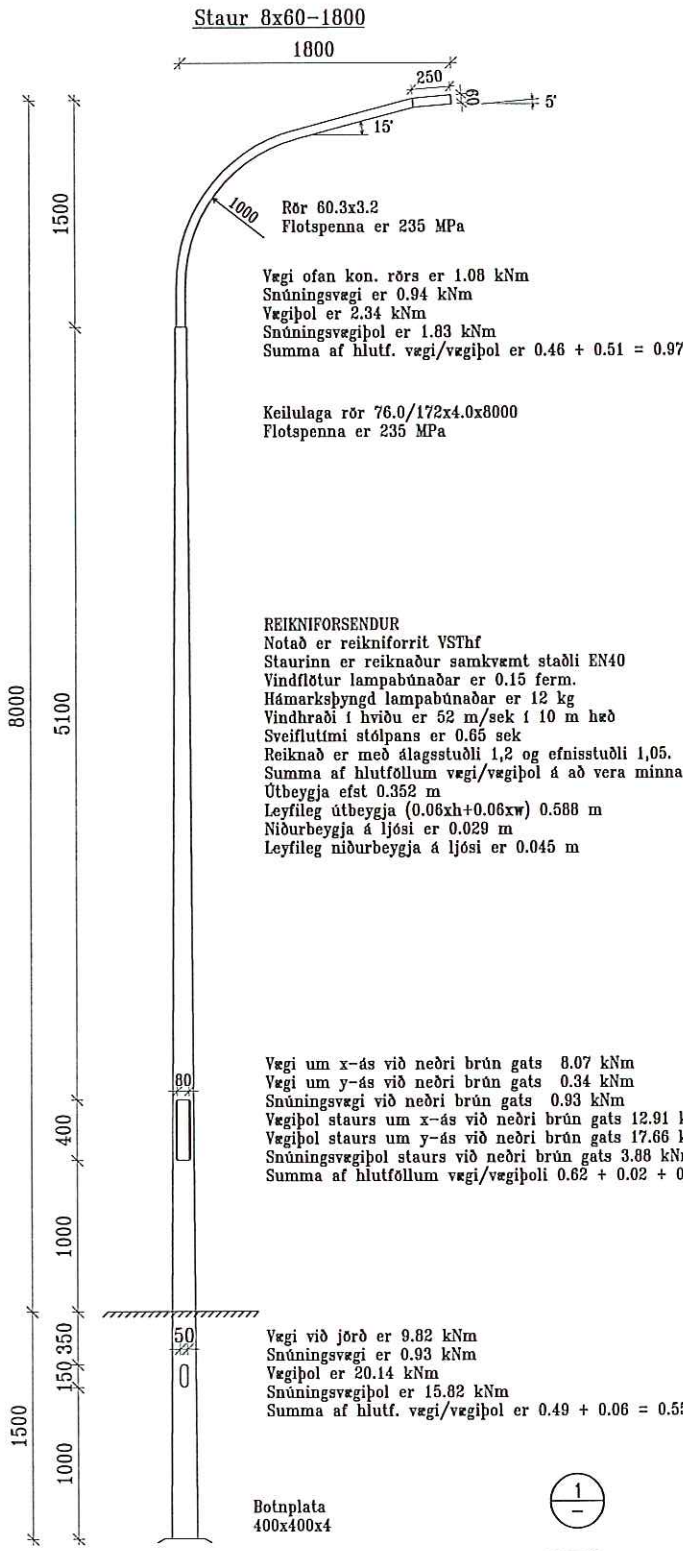 Staur 8x60-1800
1800
250
60
5'
15'
1500
1000
Rör 60.3x3.2
Flotspenna er 235 MPa
Vægi ofan kon. rörs er 1.08 kNm
Snúningsvægi er 0.94 kNm
Vægiþol er 2.34 kNm
Snúningsvægiþol er 1.83 kNm
Summa af hlutf. vægi/vægiþol er 0.46 + 0.51 = 0.97
Keilulaga rör 76.0/172x4.0x8000
Flotspenna er 235 MPa
8000
5100
REIKNIFORSENDUR
Notað er reikniforrit VSThf
Staurinn er reiknaður samkvæmt staðli EN40
Vindflötur lampabúnaðar er 0.15 ferm.
Hámarksþyngd lampabúnaðar er 12 kg
Vindhraði í hviðu er 52 m/sek í 10 m hæð
Sveiflutími stólpans er 0.65 sek
Reiknað er með álagsstuðli 1,2 og efnisstuðli 1,05.
Summa af hlutföllum vægi/vægiþol á að vera minna
Útbeygja efst 0.352 m
Leyfileg útbeygja (0.06xh+0.06xw) 0.588 m
Niðurbeygja á ljósi er 0.029 m
Leyfileg niðurbeygja á ljósi er 0.045 m
80
400
Vægi um x-ás við neðri brún gats 8.07 kNm
Vægi um y-ás við neðri brún gats 0.34 kNm
Snúningsvægi við neðri brún gats 0.93 kNm
Vægiþol staurs um x-ás við neðri brún gats 12.91
Vægiþol staurs um y-ás við neðri brún gats 17.66
Snúningsvægiþol staurs við neðri brún gats 3.88
Summa af hlutföllum vægi/vægiþoli 0.62 + 0.02 +
1000
350
50
150
1500
1000
Vægi við jörð er 9.82 kNm
Snúningsvægi er 0.93 kNm
Vægiþol er 20.14 kNm
Snúningsvægiþol er 15.82 kNm
Summa af hlutf. vægi/vægiþol er 0.49 + 0.06 =
Botnplata
400x400x4
1
-